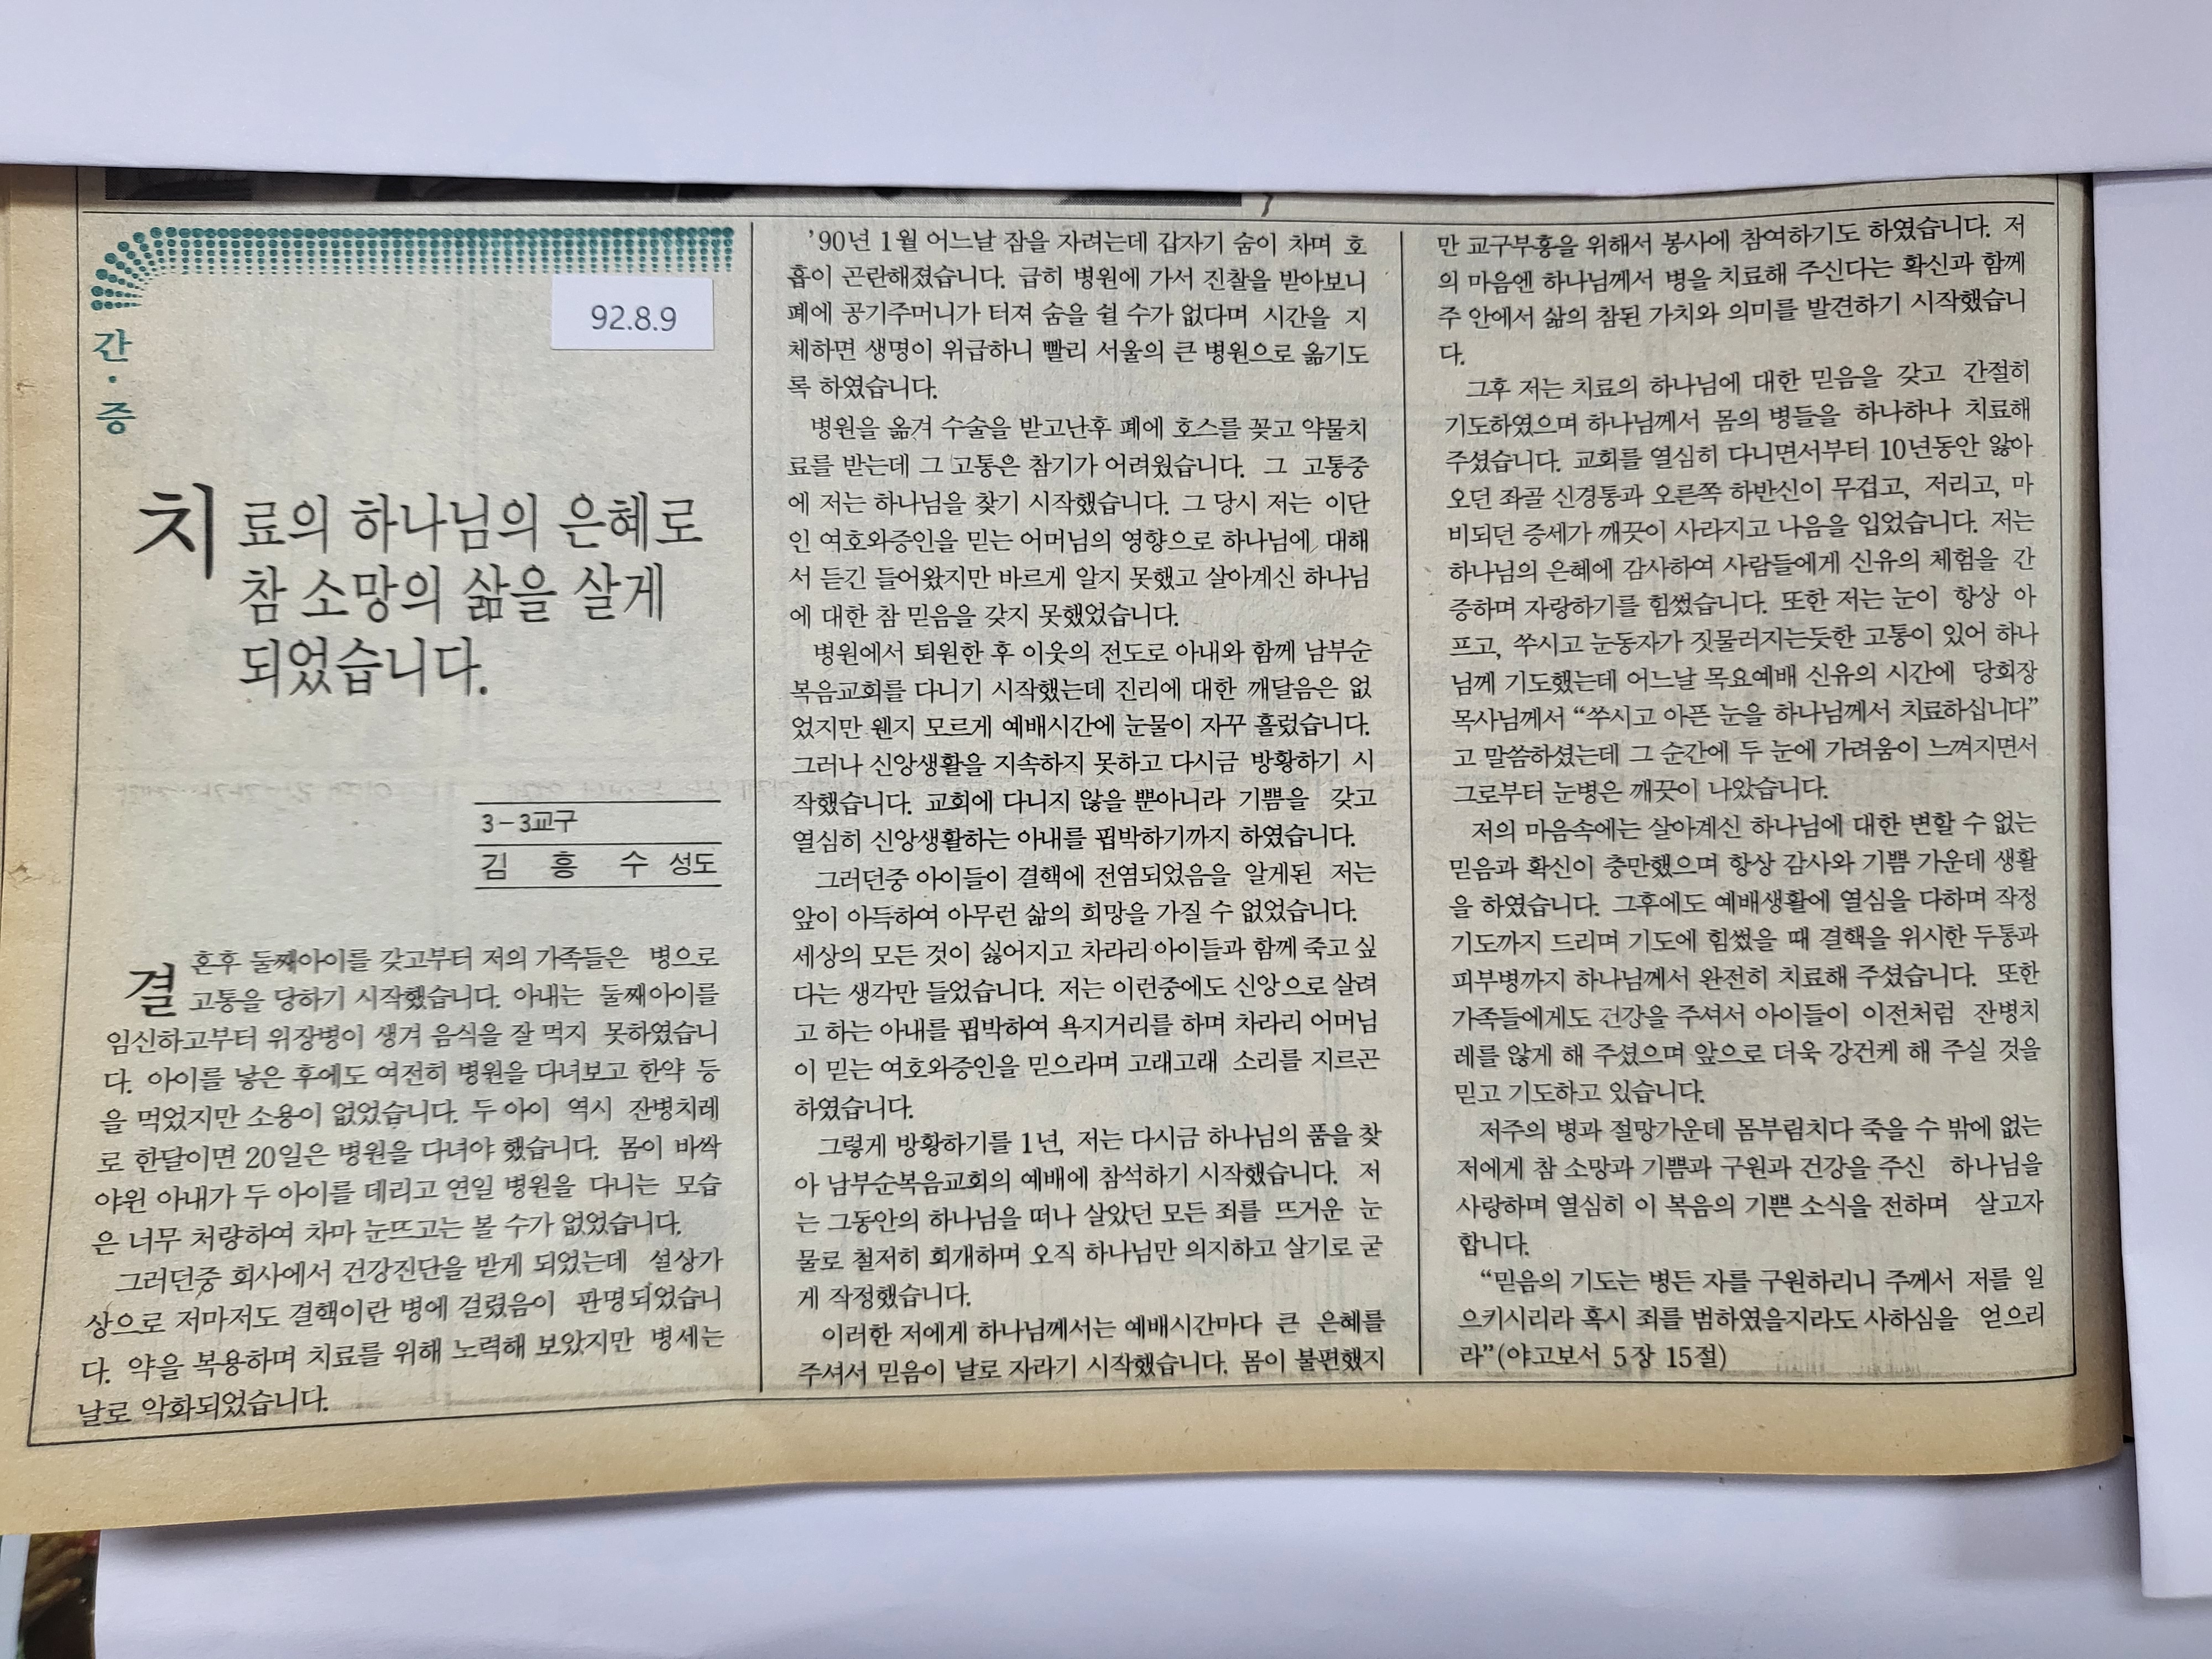 간·증
92.8.9
치료의 하나님의 은혜로
참 소망의 삶을 살게
되었습니다.
3-3교구
김 흥 수 성도
결혼후 둘째아이를 갖고부터 저의 가족들은 병으로
고통을 당하기 시작했습니다. 아내는 둘째아이를
임신하고부터 위장병이 생겨 음식을 잘 먹지 못하였습니
다. 아이를 낳은 후에도 여전히 병원을 다녀보고 한약 등
을 먹었지만 소용이 없었습니다. 두 아이 역시 잔병치레
로 한달이면 20일은 병원을 다녀야 했습니다. 몸이 바싹
야윈 아내가 두 아이를 데리고 연일 병원을 다니는 모습
은 너무 처량하여 차마 눈뜨고는 볼 수가 없었습니다.
그러던중 회사에서 건강진단을 받게 되었는데 설상가
상으로 저마저도 결핵이란 병에 걸렸음이 판명되었습니
다. 약을 복용하며 치료를 위해 노력해 보았지만 병세는
날로 악화되었습니다.
'90년 1월 어느날 잠을 자려는데 갑자기 숨이 차며 호
흡이 곤란해졌습니다. 급히 병원에 가서 진찰을 받아보니
폐에 공기주머니가 터져 숨을 쉴 수가 없다며 시간을 지
체하면 생명이 위급하니 빨리 서울의 큰 병원으로 옮기도
록 하였습니다.
병원을 옮겨 수술을 받고난후 폐에 호스를 꽂고 약물치
료를 받는데 그 고통은 참기가 어려웠습니다. 그 고통중
에 저는 하나님을 찾기 시작했습니다. 그 당시 저는 이단
인 여호와증인을 믿는 어머님의 영향으로 하나님에 대해
서 듣긴 들어왔지만 바르게 알지 못했고 살아계신 하나님
에 대한 참 믿음을 갖지 못했었습니다.
병원에서 퇴원한 후 이웃의 전도로 아내와 함께 남부순
복음교회를 다니기 시작했는데 진리에 대한 깨달음은 없
었지만 웬지 모르게 예배시간에 눈물이 자꾸 흘렀습니다.
그러나 신앙생활을 지속하지 못하고 다시금 방황하기 시
작했습니다. 교회에 다니지 않을 뿐아니라 기쁨을 갖고
열심히 신앙생활하는 아내를 핍박하기까지 하였습니다.
그러던중 아이들이 결핵에 전염되었음을 알게된 저는
앞이 아득하여 아무런 삶의 희망을 가질 수 없었습니다.
세상의 모든 것이 싫어지고 차라리 아이들과 함께 죽고 싶
다는 생각만 들었습니다. 저는 이런중에도 신앙으로 살려
고 하는 아내를 핍박하여 욕지거리를 하며 차라리 어머님
이 믿는 여호와증인을 믿으라며 고래고래 소리를 지르곤
하였습니다.
그렇게 방황하기를 1년, 저는 다시금 하나님의 품을 찾
아 남부순복음교회의 예배에 참석하기 시작했습니다. 저
는 그동안의 하나님을 떠나 살았던 모든 죄를 뜨거운 눈
물로 철저히 회개하며 오직 하나님만 의지하고 살기로 굳
게 작정했습니다.
이러한 저에게 하나님께서는 예배시간마다 큰 은혜를
주셔서 믿음이 날로 자라기 시작했습니다. 몸이 불편했지
만 교구부흥을 위해서 봉사에 참여하기도 하였습니다. 저
의 마음엔 하나님께서 병을 치료해 주신다는 확신과 함께
주 안에서 삶의 참된 가치와 의미를 발견하기 시작했습니
다.
그후 저는 치료의 하나님에 대한 믿음을 갖고 간절히
기도하였으며 하나님께서 몸의 병들을 하나하나 치료해
주셨습니다. 교회를 열심히 다니면서부터 10년동안 앓아
오던 좌골 신경통과 오른쪽 하반신이 무겁고, 저리고, 마
비되던 증세가 깨끗이 사라지고 나음을 입었습니다. 저는
하나님의 은혜에 감사하여 사람들에게 신유의 체험을 간
증하며 자랑하기를 힘썼습니다. 또한 저는 눈이 항상 아
프고, 쑤시고 눈동자가 짓물러지는듯한 고통이 있어 하나
님께 기도했는데 어느날 목요예배 신유의 시간에 당회장
목사님께서 “쑤시고 아픈 눈을 하나님께서 치료하십니다”
고 말씀하셨는데 그 순간에 두 눈에 가려움이 느껴지면서
그로부터 눈병은 깨끗이 나았습니다.
저의 마음속에는 살아계신 하나님에 대한 변할 수 없는
믿음과 확신이 충만했으며 항상 감사와 기쁨 가운데 생활
을 하였습니다. 그후에도 예배생활에 열심을 다하며 작정
기도까지 드리며 기도에 힘썼을 때 결핵을 위시한 두통과
피부병까지 하나님께서 완전히 치료해 주셨습니다. 또한
가족들에게도 건강을 주셔서 아이들이 이전처럼 잔병치
레를 않게 해 주셨으며 앞으로 더욱 강건케 해 주실 것을
믿고 기도하고 있습니다.
저주의 병과 절망가운데 몸부림치다 죽을 수 밖에 없는
저에게 참 소망과 기쁨과 구원과 건강을 주신 하나님을
사랑하며 열심히 이 복음의 기쁜 소식을 전하며 살고자
합니다.
“믿음의 기도는 병든 자를 구원하리니 주께서 저를 일
으키시리라 혹시 죄를 범하였을지라도 사하심을 얻으리
라”(야고보서 5장 15절)